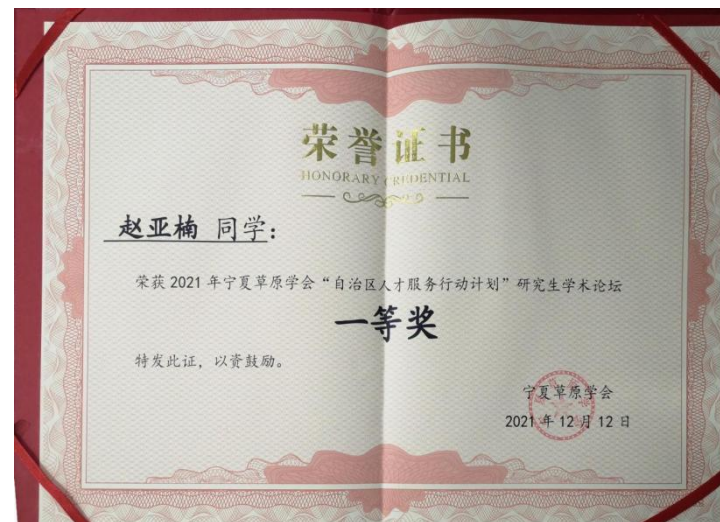 荣誉证书
HONORARY CREDENTIAL
赵亚楠 同学：
荣获 2021 年宁夏草原学会“自治区人才服务行动计划”研究生学术论坛
一等奖
特发此证，以资鼓励。
宁夏草原学会
2021 年 12 月 12 日